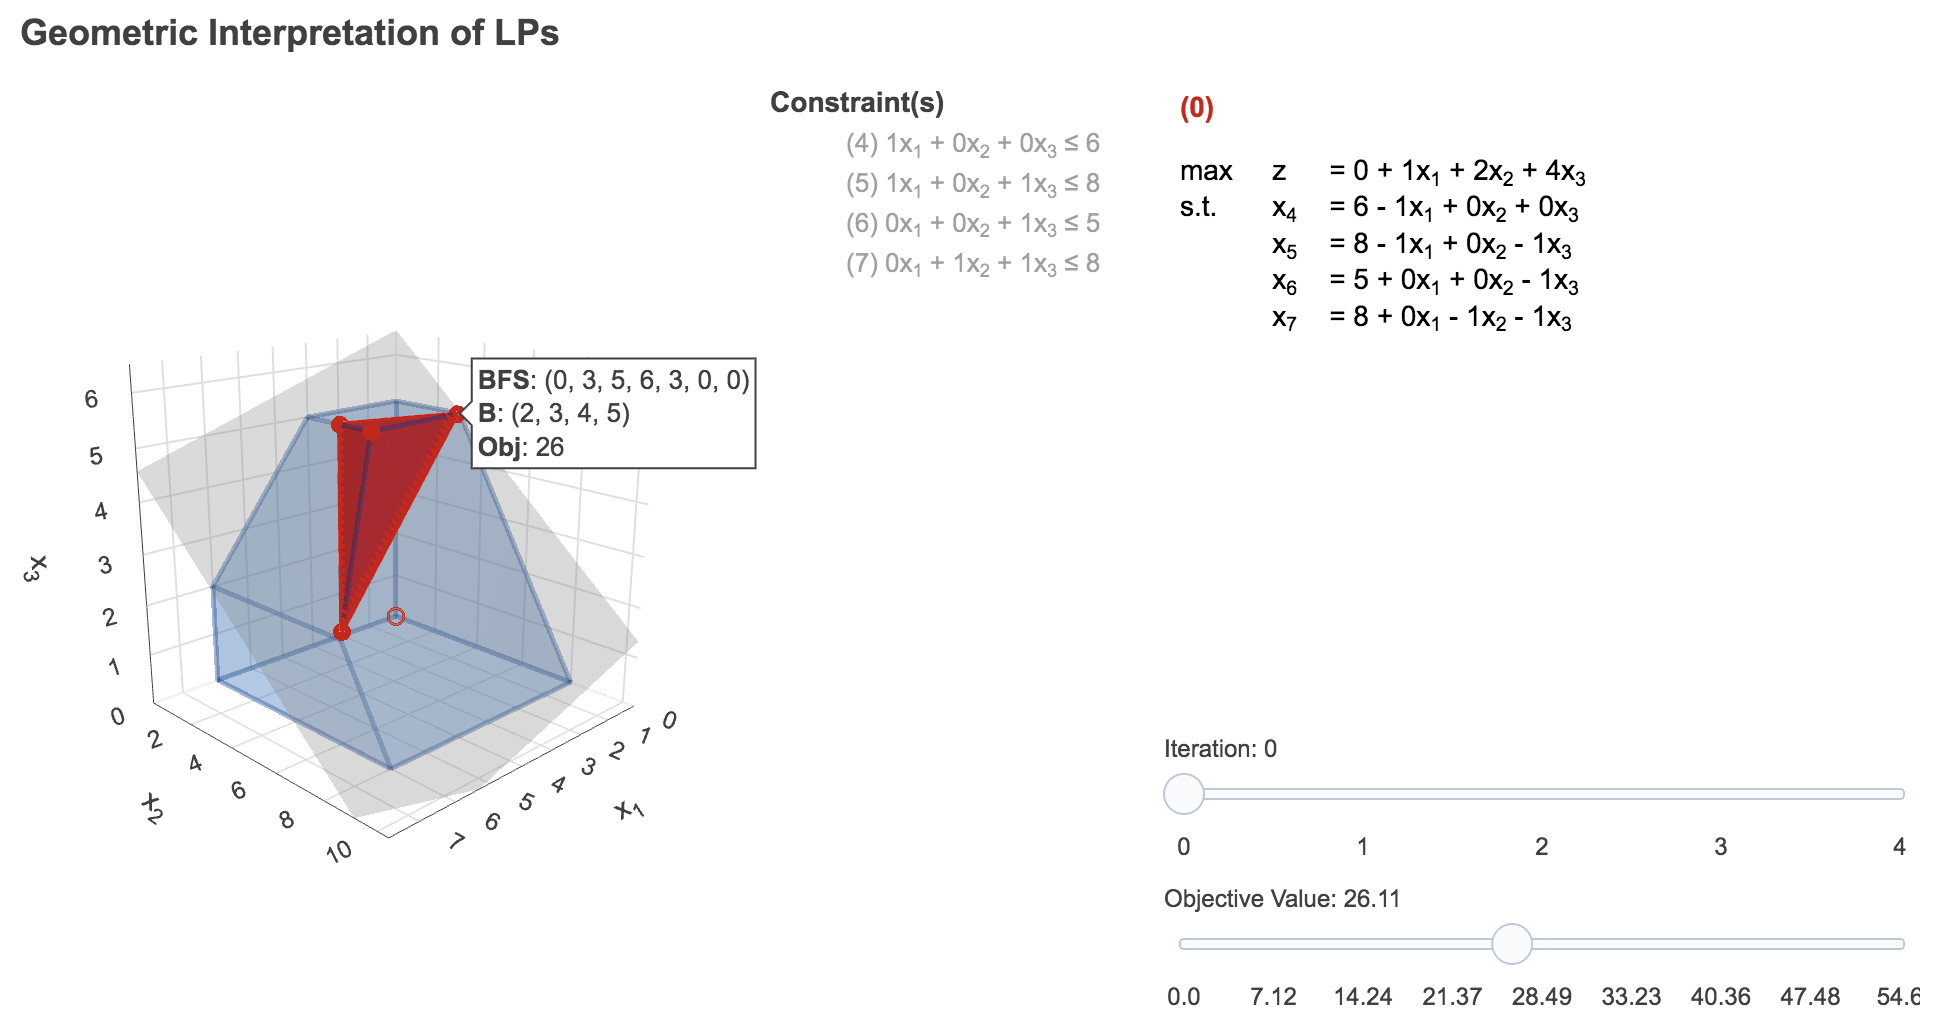 Geometric Interpretation of LPs
Constraint(s)
(4) 1x₁ + 0x₂ + 0x₃ ≤ 6
(5) 1x₁ + 0x₂ + 1x₃ ≤ 8
(6) 0x₁ + 0x₂ + 1x₃ ≤ 5
(7) 0x₁ + 1x₂ + 1x₃ ≤ 8
(0)
max z = 0 + 1x₁ + 2x₂ + 4x₃
s.t. x₄ = 6 - 1x₁ + 0x₂ + 0x₃
x₅ = 8 - 1x₁ + 0x₂ - 1x₃
x₆ = 5 + 0x₁ + 0x₂ - 1x₃
x₇ = 8 + 0x₁ - 1x₂ - 1x₃
BFS: (0, 3, 5, 6, 3, 0, 0)
B: (2, 3, 4, 5)
Obj: 26
6
5
4
3
2
1
0
x₃
2
4
6
8
10
x₂
7
6
5
4
3
2
1
0
x₁
Iteration: 0
0 1 2 3 4
Objective Value: 26.11
0.0 7.12 14.24 21.37 28.49 33.23 40.36 47.48 54.6